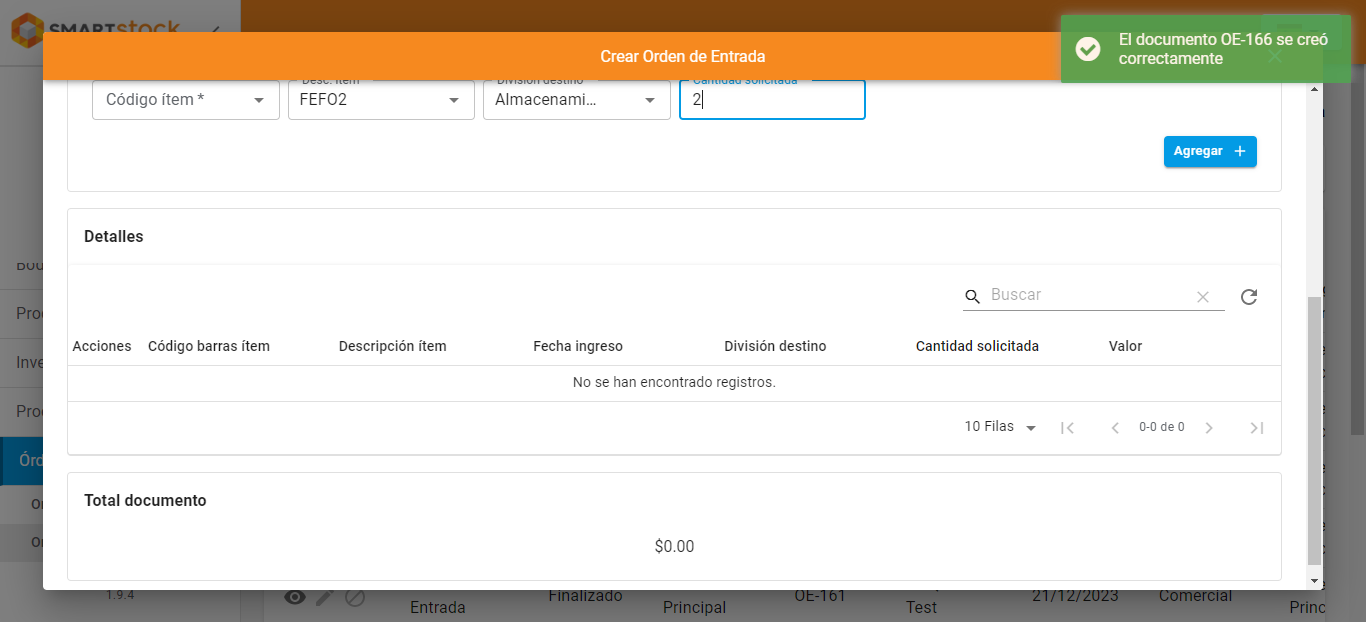 SMARTstock
Crear Orden de Entrada
El documento OE-166 se creó
correctamente
Desc. ítem
División destino
Cantidad solicitada
Código ítem *
FEFO2
Almacenami...
2
Agregar +
Detalles
Buscar
Acciones Código barras ítem Descripción ítem Fecha ingreso División destino Cantidad solicitada Valor
No se han encontrado registros.
10 Filas 0-0 de 0
Total documento
$0.00
Bod
Pro
Inve
Pro
Órd
1.9.4
Entrada
Finalizado
Principal
OE-161
Test
21/12/2023
Comercial
Princ